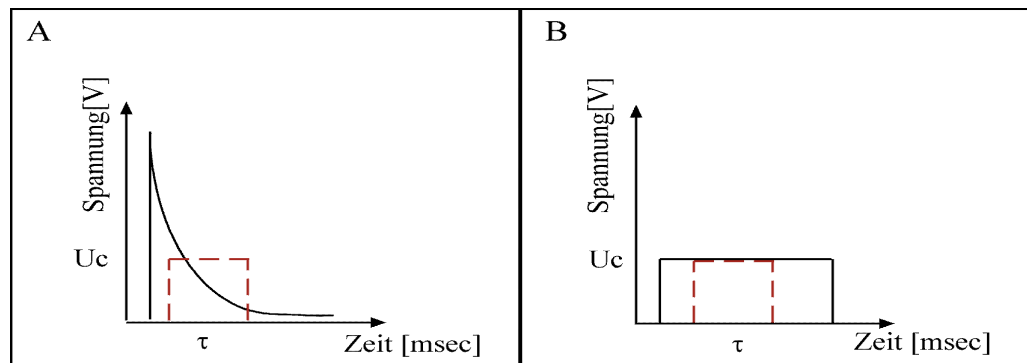 A
Spannung[V]
Uc
τ
Zeit [msec]
B
Spannung[V]
Uc
τ
Zeit [msec]